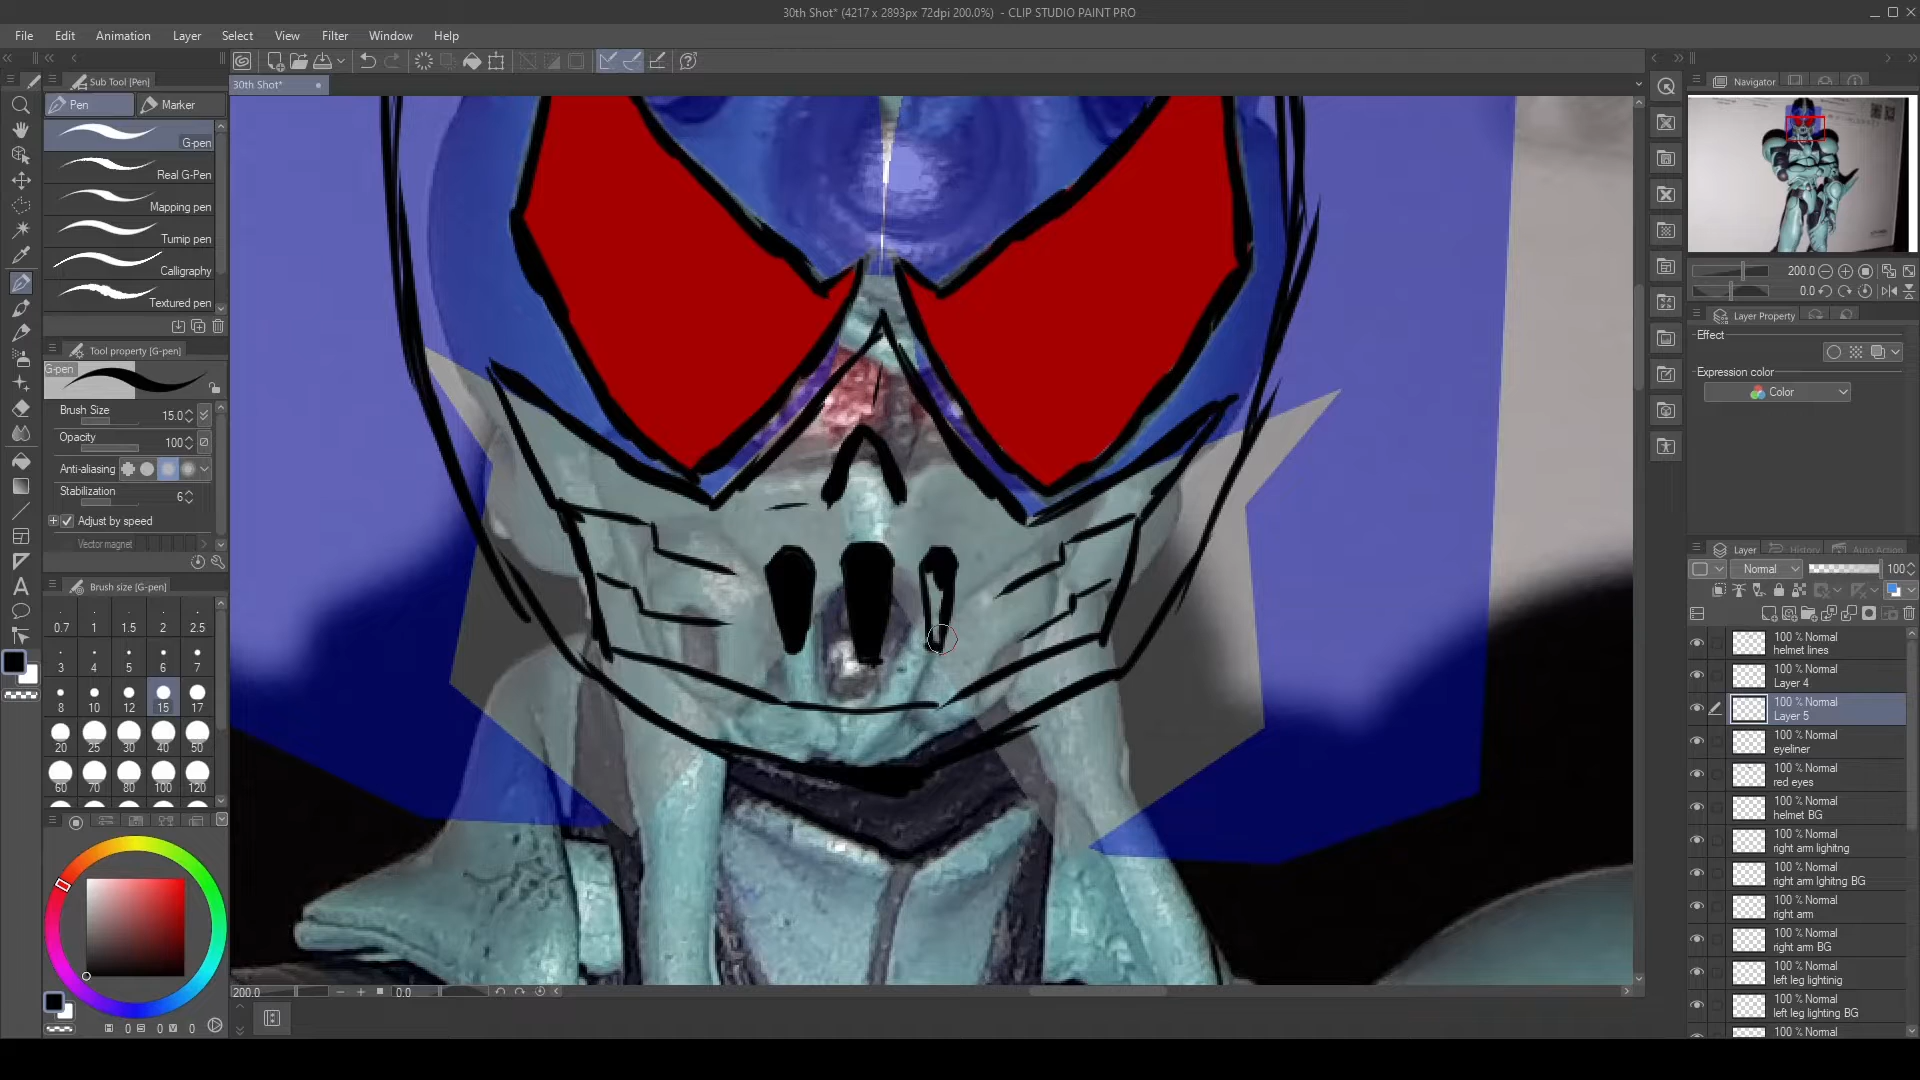 30th Shot* (4217 x 2893px 72dpi 200.0%) - CLIP STUDIO PAINT PRO
File Edit Animation Layer Select View Filter Window Help
Sub Tool [Pen]
30th Shot*
Navigator
Pen Marker
G-pen
Real G-Pen
Mapping pen
Turnip pen
Calligraphy
Textured pen
200.0
0.0
Layer Property
Effect
Expression color
Color
Tool property [G-pen]
G-pen
Brush Size 15.0
Opacity 100
Anti-aliasing
Stabilization 6
Adjust by speed
Vector magnet
Brush size [G-pen]
0.7 1 1.5 2 2.5
3 4 5 6 7
8 10 12 15 17
20 25 30 40 50
60 70 80 100 120
Layer History Auto Action
Normal 100
100 % Normal
helmet lines
100 % Normal
Layer 4
100 % Normal
Layer 5
100 % Normal
eyeliner
100 % Normal
red eyes
100 % Normal
helmet BG
100 % Normal
right arm lighitng
100 % Normal
right arm lghitng BG
100 % Normal
right arm
100 % Normal
right arm BG
100 % Normal
left leg lightinig
100 % Normal
left leg lighting BG
100 % Normal
200.0 0.0
H 0 S 0 V 0